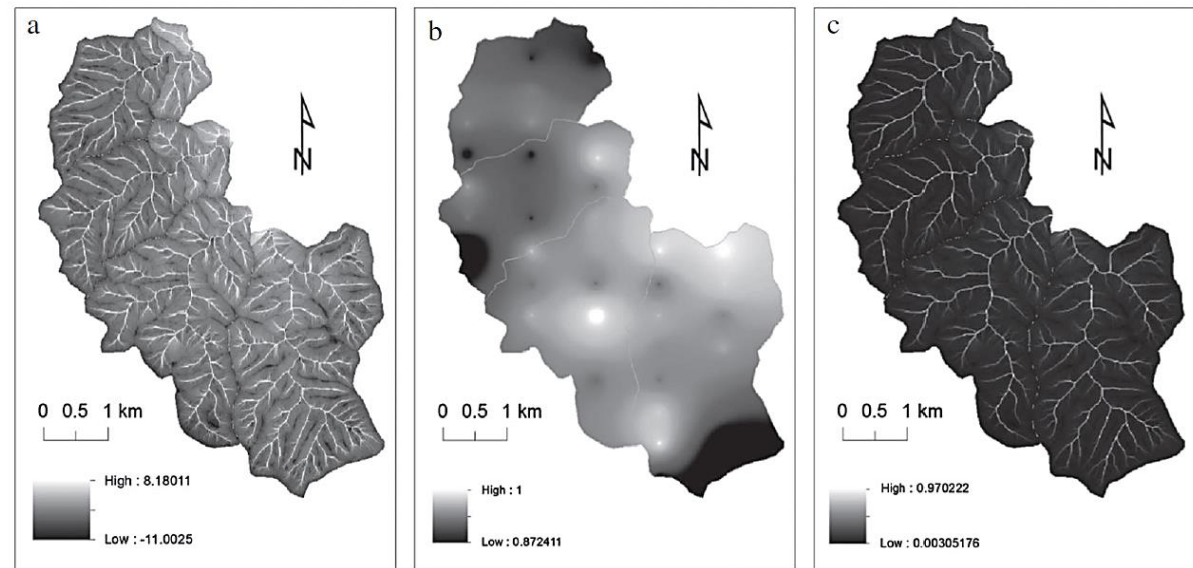 a
N
0 0.5 1 km
High : 8.18011
Low : -11.0025
b
N
0 0.5 1 km
High : 1
Low : 0.872411
c
N
0 0.5 1 km
High : 0.970222
Low : 0.00305176